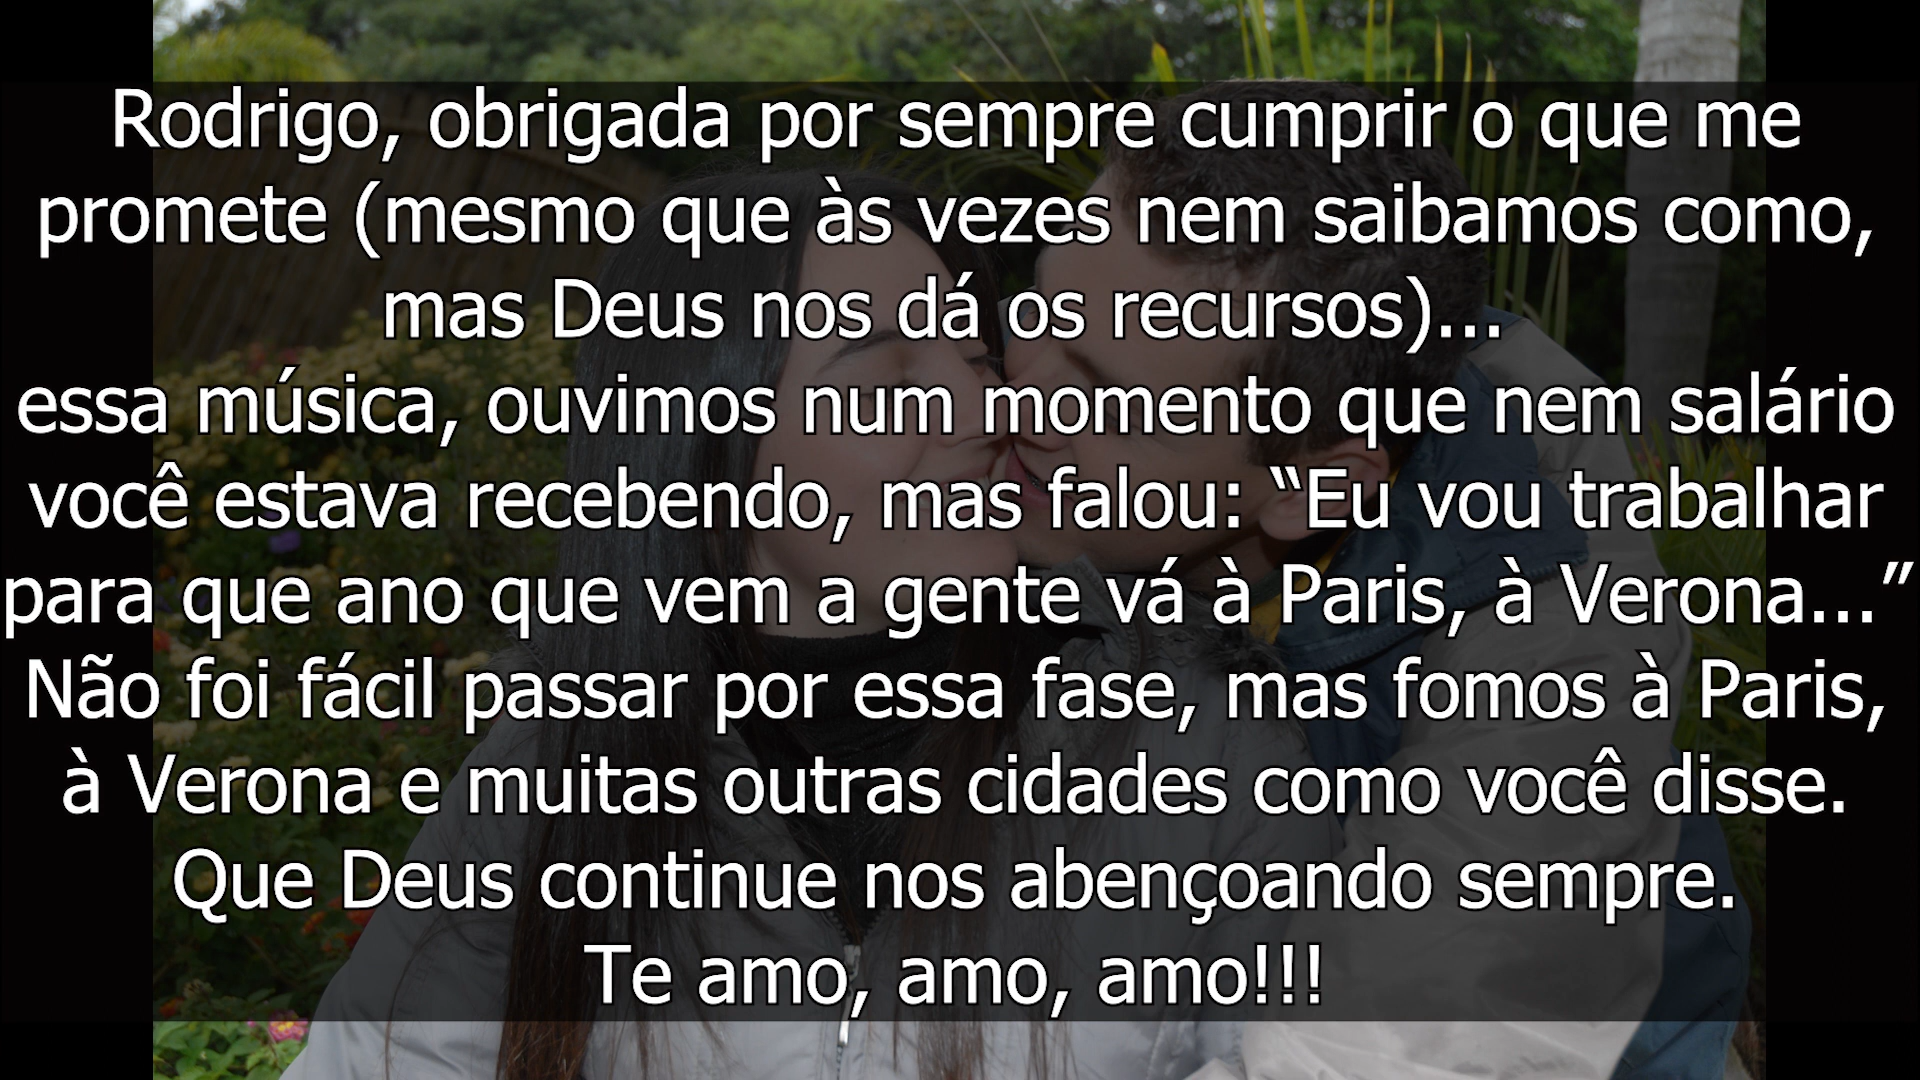 Rodrigo, obrigada por sempre cumprir o que me
promete (mesmo que às vezes nem saibamos como,
mas Deus nos dá os recursos)...
essa música, ouvimos num momento que nem salário
você estava recebendo, mas falou: “Eu vou trabalhar
para que ano que vem a gente vá à Paris, à Verona...”
Não foi fácil passar por essa fase, mas fomos à Paris,
à Verona e muitas outras cidades como você disse.
Que Deus continue nos abençoando sempre.
Te amo, amo, amo!!!